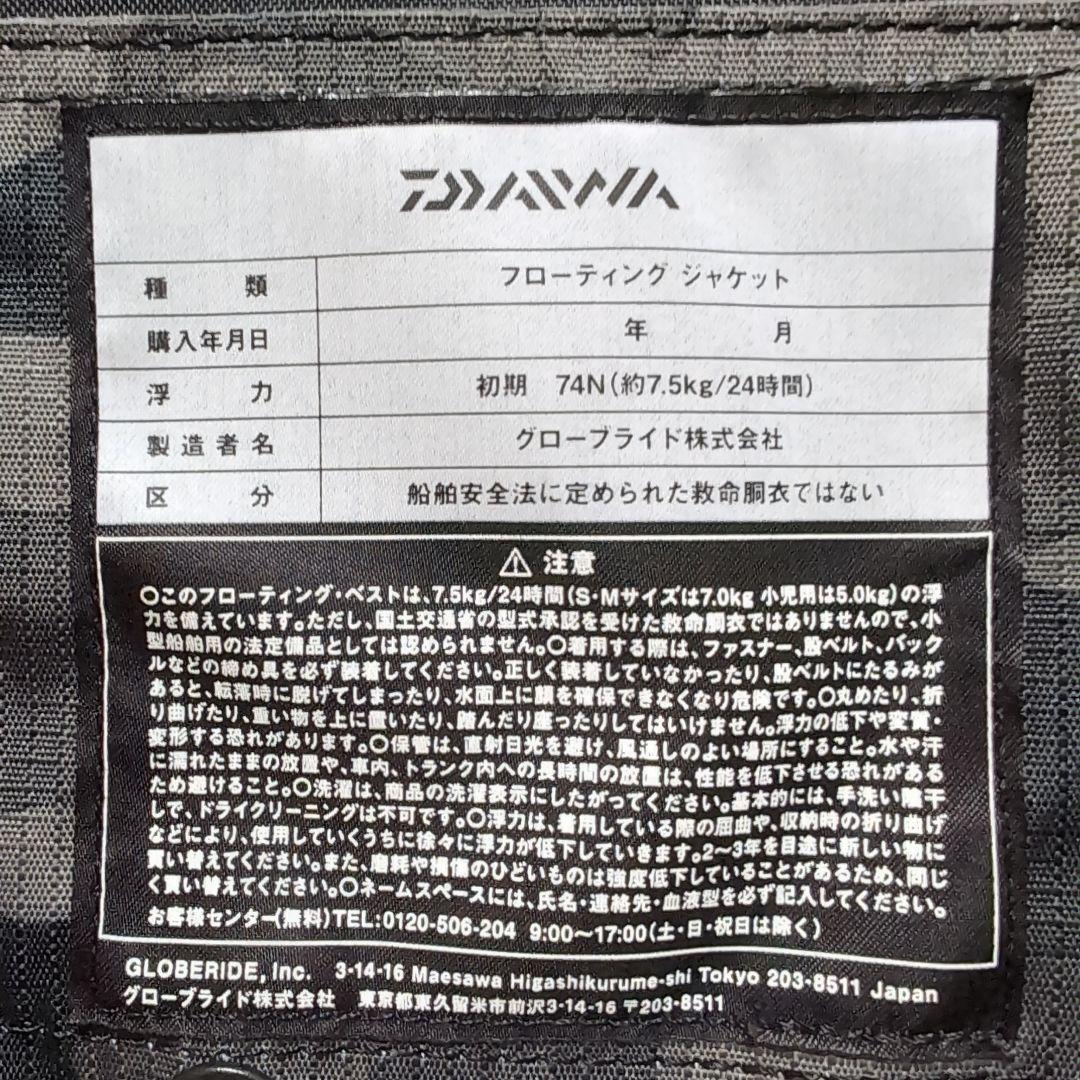 DAIWA
種類 フローティング ジャケット
購入年月日 年 月
浮力 初期 74N(約7.5kg/24時間)
製造者名 グローブライド株式会社
区分 船舶安全法に定められた救命胴衣ではない
⚠ 注意
○このフローティング・ベストは、7.5kg/24時間(S・Mサイズは7.0kg 小児用は5.0kg)の浮
力を備えています。ただし、国土交通省の型式承認を受けた救命胴衣ではありませんので、小
型船舶用の法定備品としては認められません。○着用する際は、ファスナー、股ベルト、バック
ルなどの締め具を必ず装着してください。正しく装着していなかったり、股ベルトにたるみが
あると、転落時に脱げてしまったり、水面上に顔を確保できなくなり危険です。○丸めたり、折
り曲げたり、重い物を上に置いたり、踏んだり座ったりしてはいけません。浮力の低下や変質・
変形する恐れがあります。○保管は、直射日光を避け、風通しのよい場所にすること。水や汗
に濡れたままの放置や、車内、トランク内への長時間の放置は、性能を低下させる恐れがある
ため避けること。○洗濯は、商品の洗濯表示にしたがってください。基本的には、手洗い陰干
しで、ドライクリーニングは不可です。○浮力は、着用している際の屈曲や、収納時の折り曲げ
などにより、使用していくうちに徐々に浮力が低下していきます。2〜3年を目途に新しい物に
買い替えてください。また、磨耗や損傷のひどいものは強度低下していることがあるため、同じ
く買い替えてください。○ネームスペースには、氏名・連絡先・血液型を必ず記入してください。
お客様センター(無料)TEL:0120-506-204 9:00〜17:00(土・日・祝日は除く)
GLOBERIDE, Inc. 3-14-16 Maesawa Higashikurume-shi Tokyo 203-8511 Japan
グローブライド株式会社 東京都東久留米市前沢3-14-16 〒203-8511